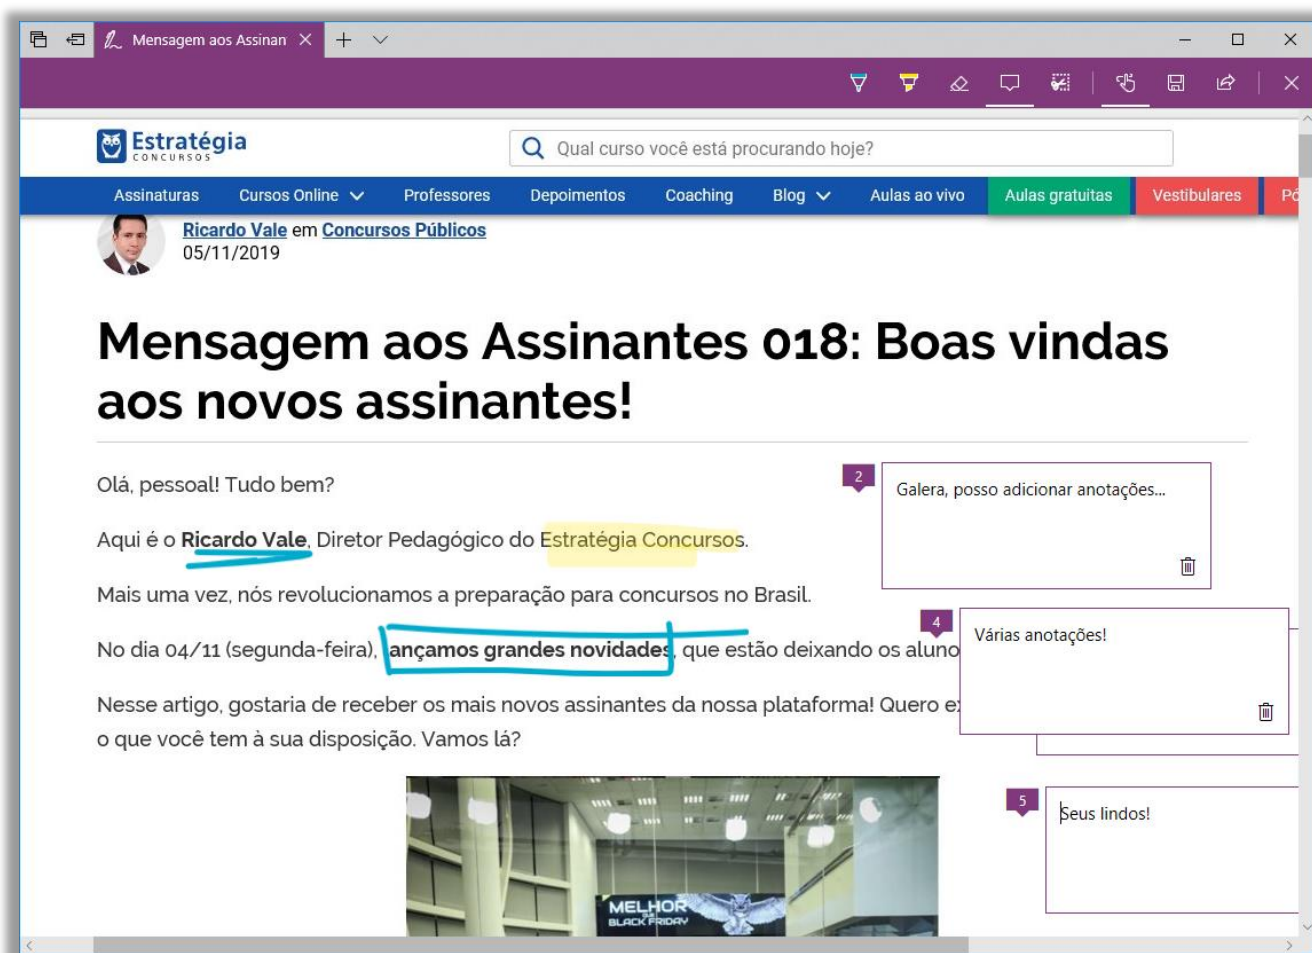 Mensagem aos Assinan
Estratégia
CONCURSOS
Qual curso você está procurando hoje?
Assinaturas Cursos Online Professores Depoimentos Coaching Blog Aulas ao vivo Aulas gratuitas Vestibulares Pó
Ricardo Vale em Concursos Públicos
05/11/2019
Mensagem aos Assinantes 018: Boas vindas
aos novos assinantes!
Olá, pessoal! Tudo bem?
2
Galera, posso adicionar anotações...
Aqui é o Ricardo Vale, Diretor Pedagógico do Estratégia Concursos.
Mais uma vez, nós revolucionamos a preparação para concursos no Brasil.
4
Várias anotações!
No dia 04/11 (segunda-feira), lançamos grandes novidades, que estão deixando os aluno
Nesse artigo, gostaria de receber os mais novos assinantes da nossa plataforma! Quero ex
o que você tem à sua disposição. Vamos lá?
5
Seus lindos!
MELHOR
QUE
BLACK FRIDAY